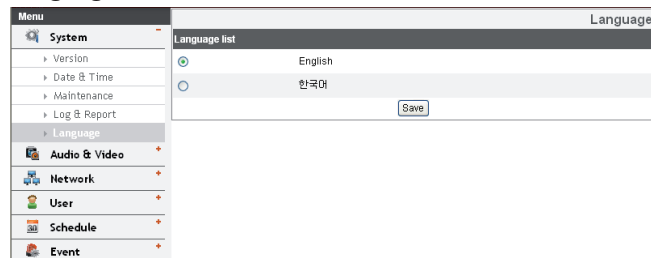 Menu
System
Version
Date & Time
Maintenance
Log & Report
Language
Audio & Video
Network
User
30
Schedule
Event
Language
Language list
English
한국어
Save